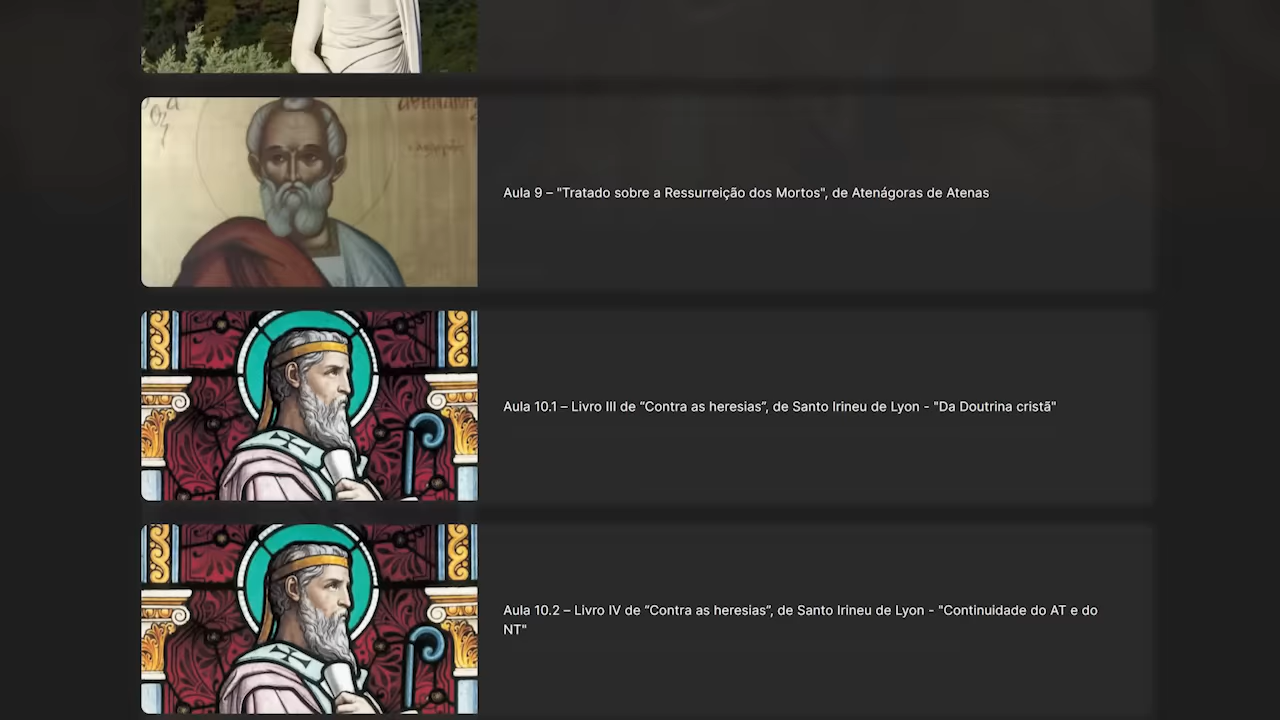 Aula 9 – "Tratado sobre a Ressurreição dos Mortos", de Atenágoras de Atenas
Aula 10.1 – Livro III de “Contra as heresias”, de Santo Irineu de Lyon - "Da Doutrina cristã"
Aula 10.2 – Livro IV de “Contra as heresias”, de Santo Irineu de Lyon - "Continuidade do AT e do
NT"